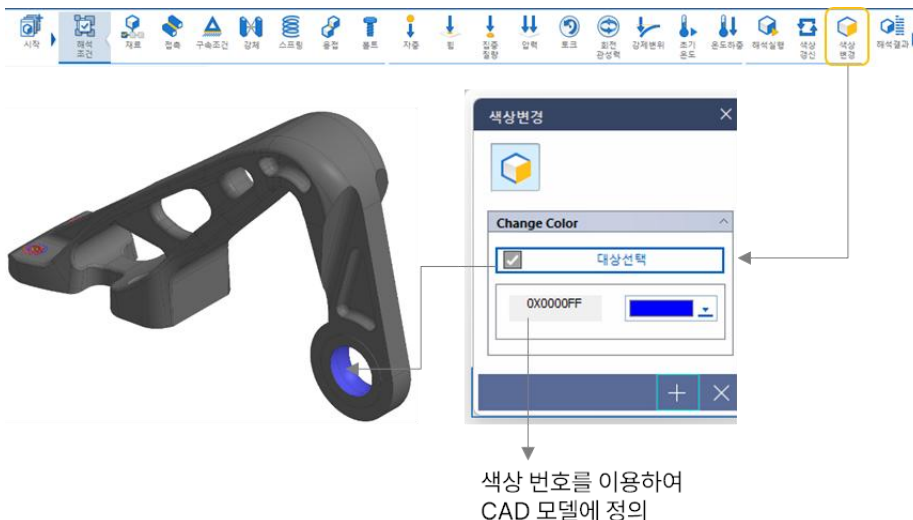 시작
해석
조건
재료
접촉
구속조건
강체
스프링
용접
볼트
자중
힘
집중
질량
압력
토크
회전
관성력
강제변위
초기
온도
온도하중
해석실행
색상
갱신
색상
변경
해석결과
색상변경
Change Color
대상선택
0X0000FF
색상 번호를 이용하여
CAD 모델에 정의